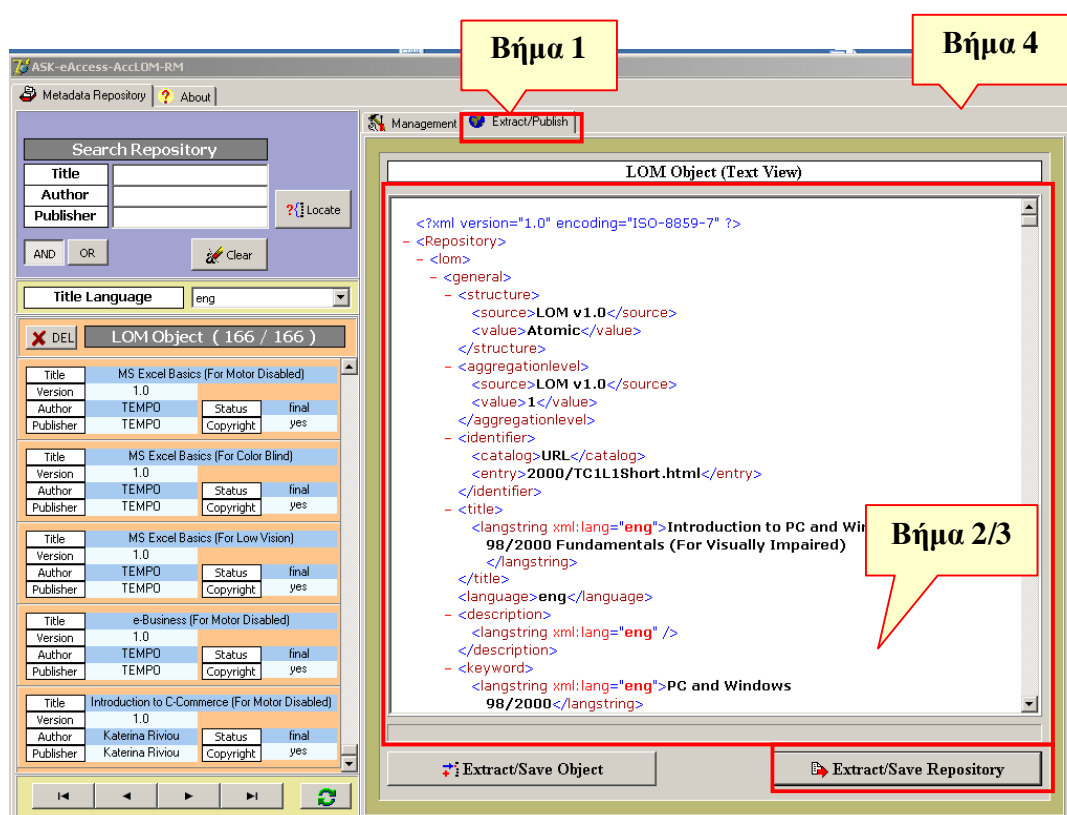 Βήμα 1
Βήμα 4
ASK-eAccess-AccLOM-RM
Metadata Repository
? About
Management
Extract/Publish
Search Repository
Title
Author
Publisher
?{ Locate
AND
OR
Clear
Title Language
eng
DEL
LOM Object ( 166 / 166 )
Title MS Excel Basics (For Motor Disabled)
Version 1.0
Author TEMPO Status final
Publisher TEMPO Copyright yes
Title MS Excel Basics (For Color Blind)
Version 1.0
Author TEMPO Status final
Publisher TEMPO Copyright yes
Title MS Excel Basics (For Low Vision)
Version 1.0
Author TEMPO Status final
Publisher TEMPO Copyright yes
Title e-Business (For Motor Disabled)
Version 1.0
Author TEMPO Status final
Publisher TEMPO Copyright yes
Title Introduction to C-Commerce (For Motor Disabled)
Version 1.0
Author Katerina Riviou Status final
Publisher Katerina Riviou Copyright yes
LOM Object (Text View)
<?xml version="1.0" encoding="ISO-8859-7" ?>
- <Repository>
- <lom>
- <general>
- <structure>
<source>LOM v1.0</source>
<value>Atomic</value>
</structure>
- <aggregationlevel>
<source>LOM v1.0</source>
<value>1</value>
</aggregationlevel>
- <identifier>
<catalog>URL</catalog>
<entry>2000/TC1L1Short.html</entry>
</identifier>
- <title>
<langstring xml:lang="eng">Introduction to PC and Wi
98/2000 Fundamentals (For Visually Impaired)
</langstring>
</title>
<language>eng</language>
- <description>
<langstring xml:lang="eng" />
</description>
- <keyword>
<langstring xml:lang="eng">PC and Windows
98/2000</langstring>
Βήμα 2/3
Extract/Save Object
Extract/Save Repository